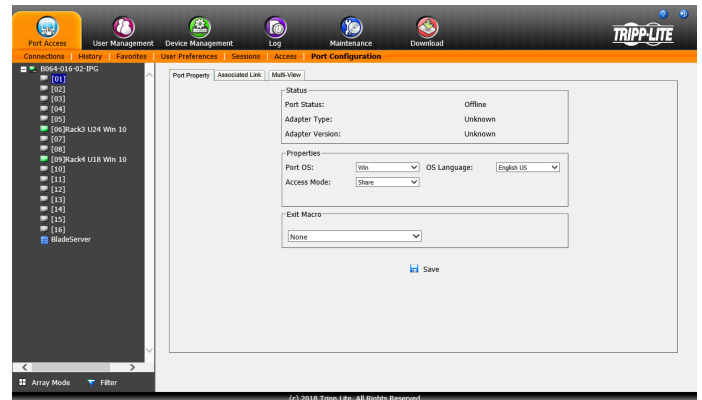 Port Access User Management Device Management Log Maintenance Download
TRIPP·LITE
Connections History Favorites User Preferences Sessions Access Port Configuration
B064-016-02-IPG
[01]
[02]
[03]
[04]
[05]
[06]Rack3 U24 Win 10
[07]
[08]
[09]Rack4 U18 Win 10
[10]
[11]
[12]
[13]
[14]
[15]
[16]
BladeServer
Array Mode Filter
Port Property Associated Link Multi-View
Status
Port Status: Offline
Adapter Type: Unknown
Adapter Version: Unknown
Properties
Port OS: Win OS Language: English US
Access Mode: Share
Exit Macro
None
Save
(c) 2018 Tripp Lite. All Rights Reserved.